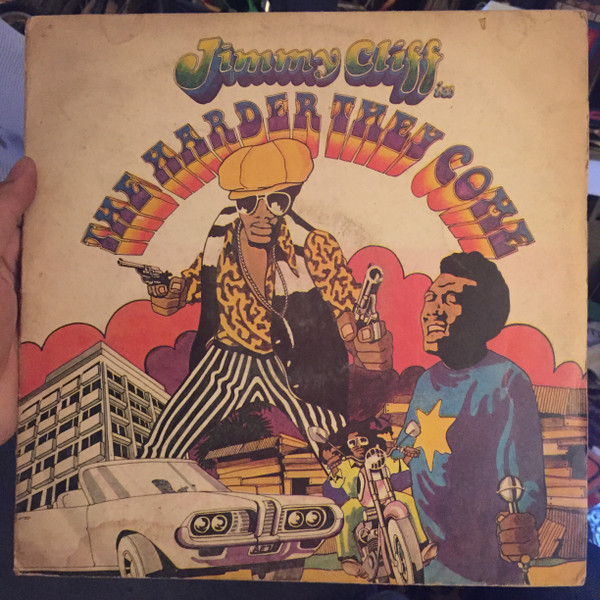 Jimmy Cliff
in
THE HARDER THEY COME